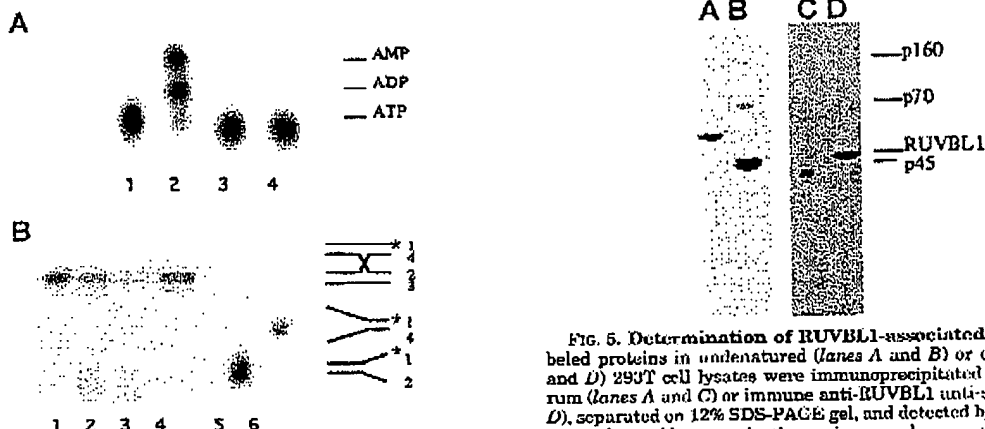 A
AMP
ADP
ATP
1 2 3 4
B
* 1
4
2
3
* 1
4
* 1
2
1 2 3 4 5 6
A B C D
p160
p70
RUVBL1
p45
FIG. 5. Determination of RUVBL1-associated
beled proteins in undenatured (lanes A and B) or
and D) 293T cell lysates were immunoprecipitated
rum (lanes A and C) or immune anti-RUVBL1 anti-
D), separated on 12% SDS-PAGE gel, and detected